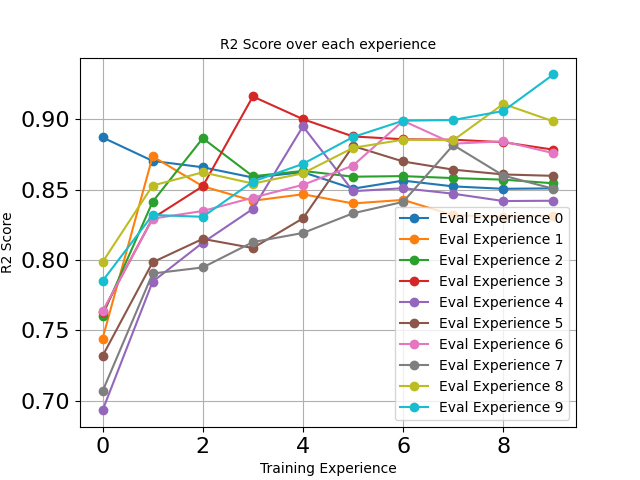 R2 Score over each experience
R2 Score
0.90
0.85
0.80
0.75
0.70
0
2
4
6
8
Training Experience
Eval Experience 0
Eval Experience 1
Eval Experience 2
Eval Experience 3
Eval Experience 4
Eval Experience 5
Eval Experience 6
Eval Experience 7
Eval Experience 8
Eval Experience 9